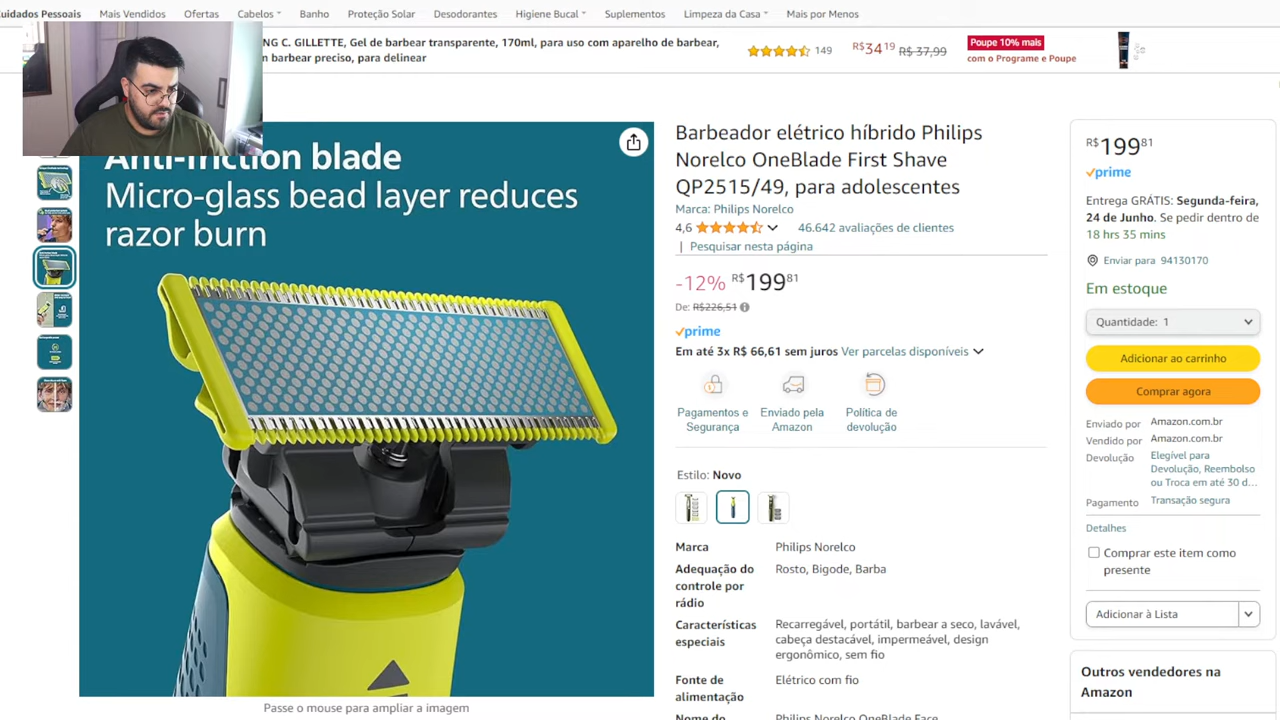 uidados Pessoais
Mais Vendidos
Ofertas
Cabelos
Banho
Proteção Solar
Desodorantes
Higiene Bucal
Suplementos
Limpeza da Casa
Mais por Menos
NG C. GILLETTE, Gel de barbear transparente, 170ml, para uso com aparelho de barbear,
m barbear preciso, para delinear
149
R$34 19 R$ 37,99
Poupe 10% mais
com o Programe e Poupe
Anti-friction blade
Micro-glass bead layer reduces
razor burn
Passe o mouse para ampliar a imagem
Barbeador elétrico híbrido Philips
Norelco OneBlade First Shave
QP2515/49, para adolescentes
Marca: Philips Norelco
4,6 46.642 avaliações de clientes
| Pesquisar nesta página
-12% R$199 81
De: R$226,51
prime
Em até 3x R$ 66,61 sem juros Ver parcelas disponíveis
Pagamentos e
Segurança
Enviado pela
Amazon
Política de
devolução
Estilo: Novo
Marca Philips Norelco
Adequação do
controle por
rádio
Rosto, Bigode, Barba
Características
especiais
Recarregável, portátil, barbear a seco, lavável,
cabeça destacável, impermeável, design
ergonômico, sem fio
Fonte de
alimentação
Elétrico com fio
Nome do
Philips Norelco OneBlade Face
R$199 81
prime
Entrega GRÁTIS: Segunda-feira,
24 de Junho. Se pedir dentro de
18 hrs 35 mins
Enviar para 94130170
Em estoque
Quantidade: 1
Adicionar ao carrinho
Comprar agora
Enviado por Amazon.com.br
Vendido por Amazon.com.br
Devolução
Elegível para
Devolução, Reembolso
ou Troca em até 30 d...
Pagamento Transação segura
Detalhes
Comprar este item como
presente
Adicionar à Lista
Outros vendedores na
Amazon